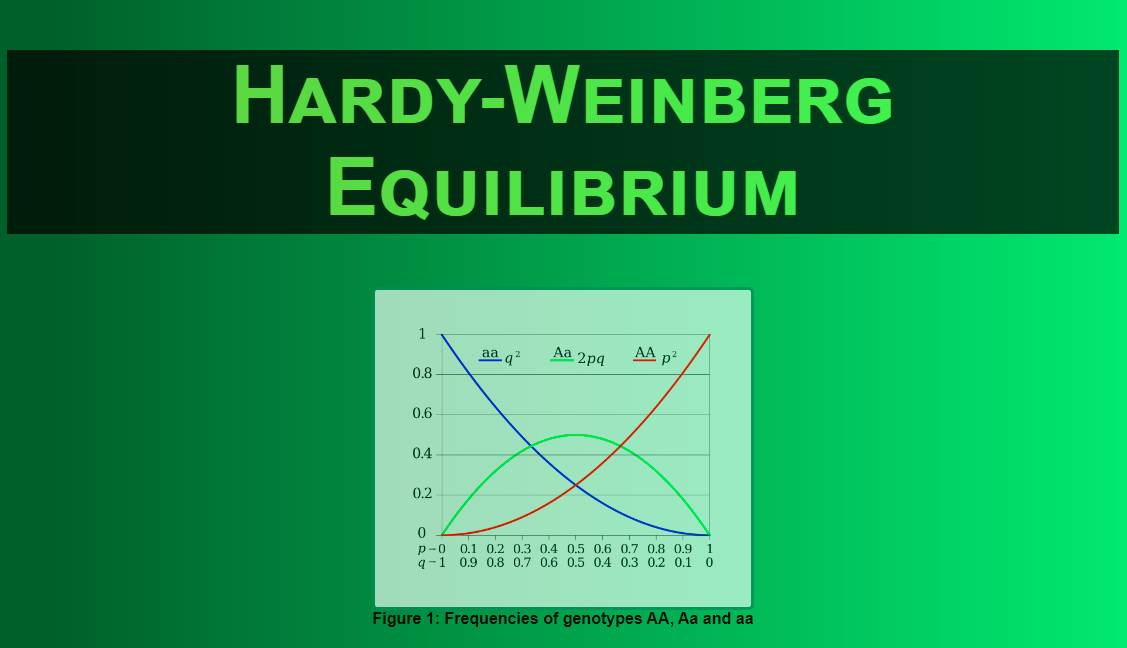 Hardy-Weinberg
Equilibrium
1
aa q² Aa 2pq AA p²
0.8
0.6
0.4
0.2
0
p – 0 0.1 0.2 0.3 0.4 0.5 0.6 0.7 0.8 0.9 1
q – 1 0.9 0.8 0.7 0.6 0.5 0.4 0.3 0.2 0.1 0
Figure 1: Frequencies of genotypes AA, Aa and aa